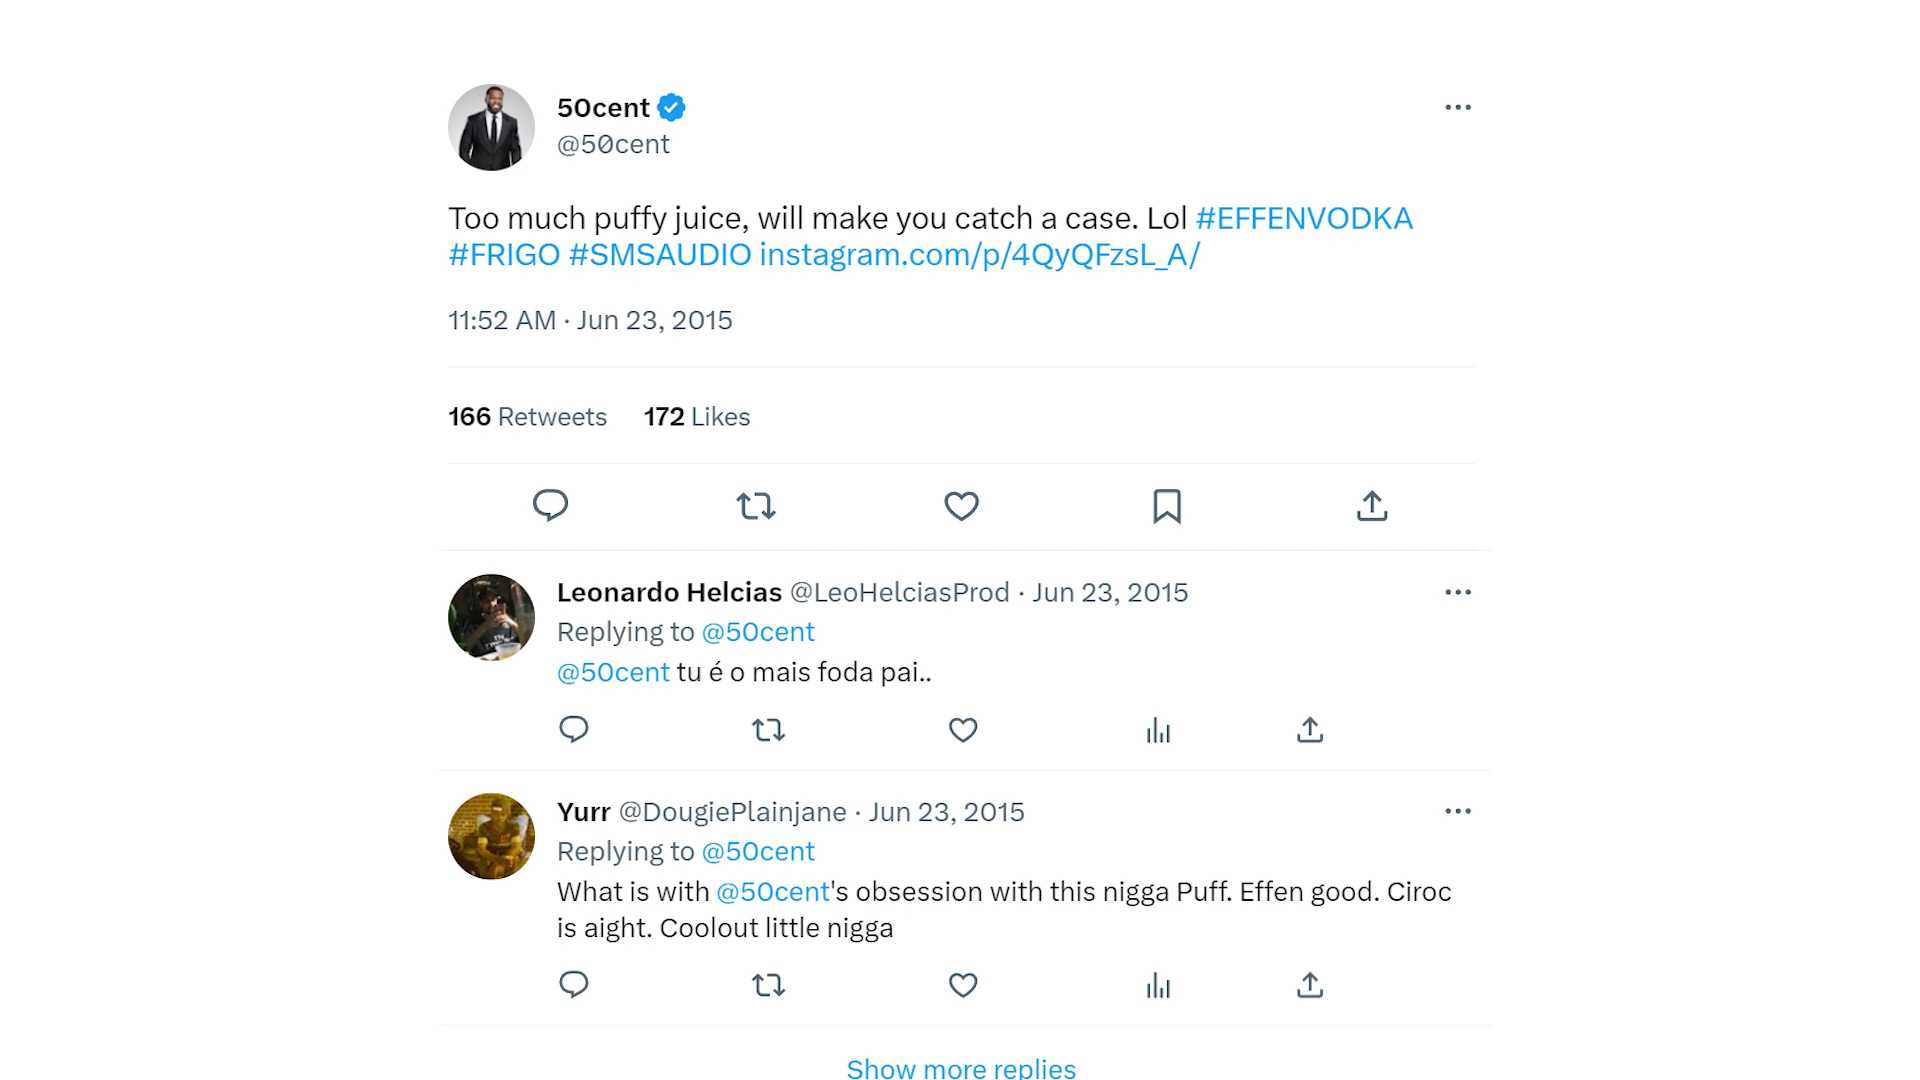 50cent
@50cent
Too much puffy juice, will make you catch a case. Lol #EFFENVODKA
#FRIGO #SMSAUDIO instagram.com/p/4QyQFzsL_A/
11:52 AM · Jun 23, 2015
166 Retweets 172 Likes
Leonardo Helcias @LeoHelciasProd · Jun 23, 2015
Replying to @50cent
@50cent tu é o mais foda pai..
Yurr @DougiePlainjane · Jun 23, 2015
Replying to @50cent
What is with @50cent's obsession with this nigga Puff. Effen good. Ciroc
is aight. Coolout little nigga
Show more replies